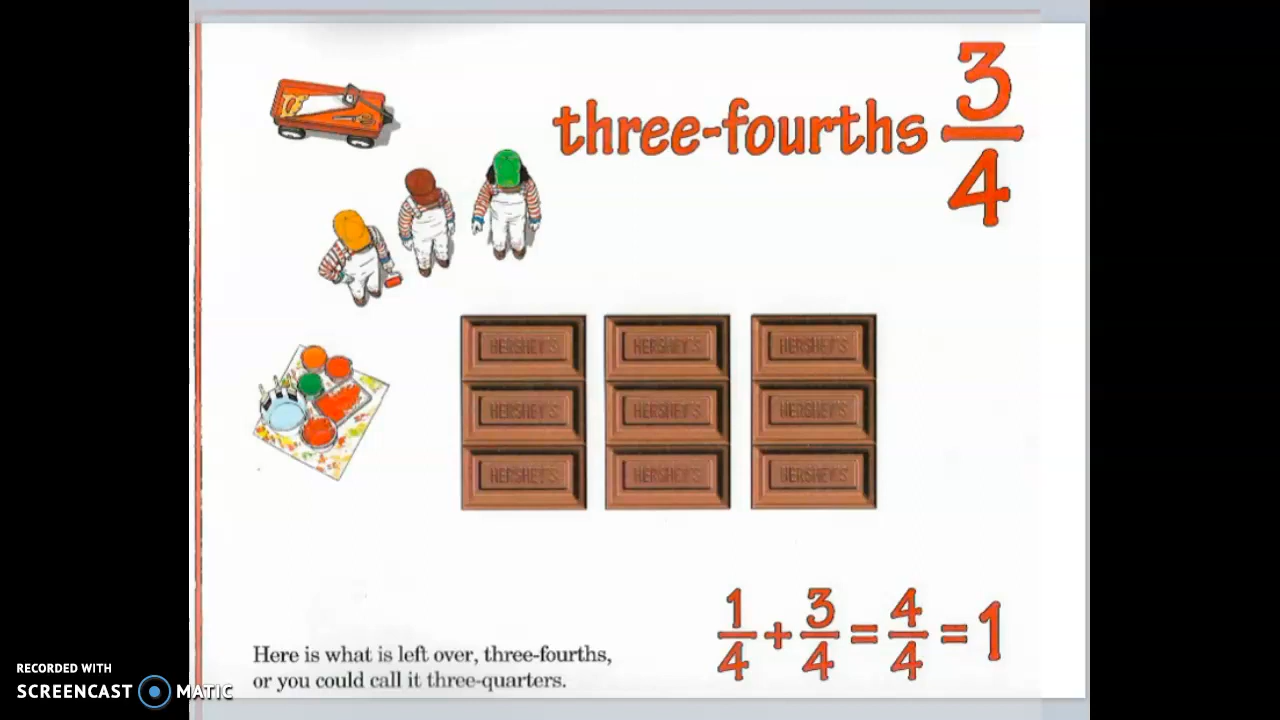 three-fourths 3/4
HERSHEY'S HERSHEY'S HERSHEY'S
HERSHEY'S HERSHEY'S HERSHEY'S
HERSHEY'S HERSHEY'S HERSHEY'S
1/4 + 3/4 = 4/4 = 1
Here is what is left over, three-fourths,
or you could call it three-quarters.
RECORDED WITH
SCREENCAST MATIC